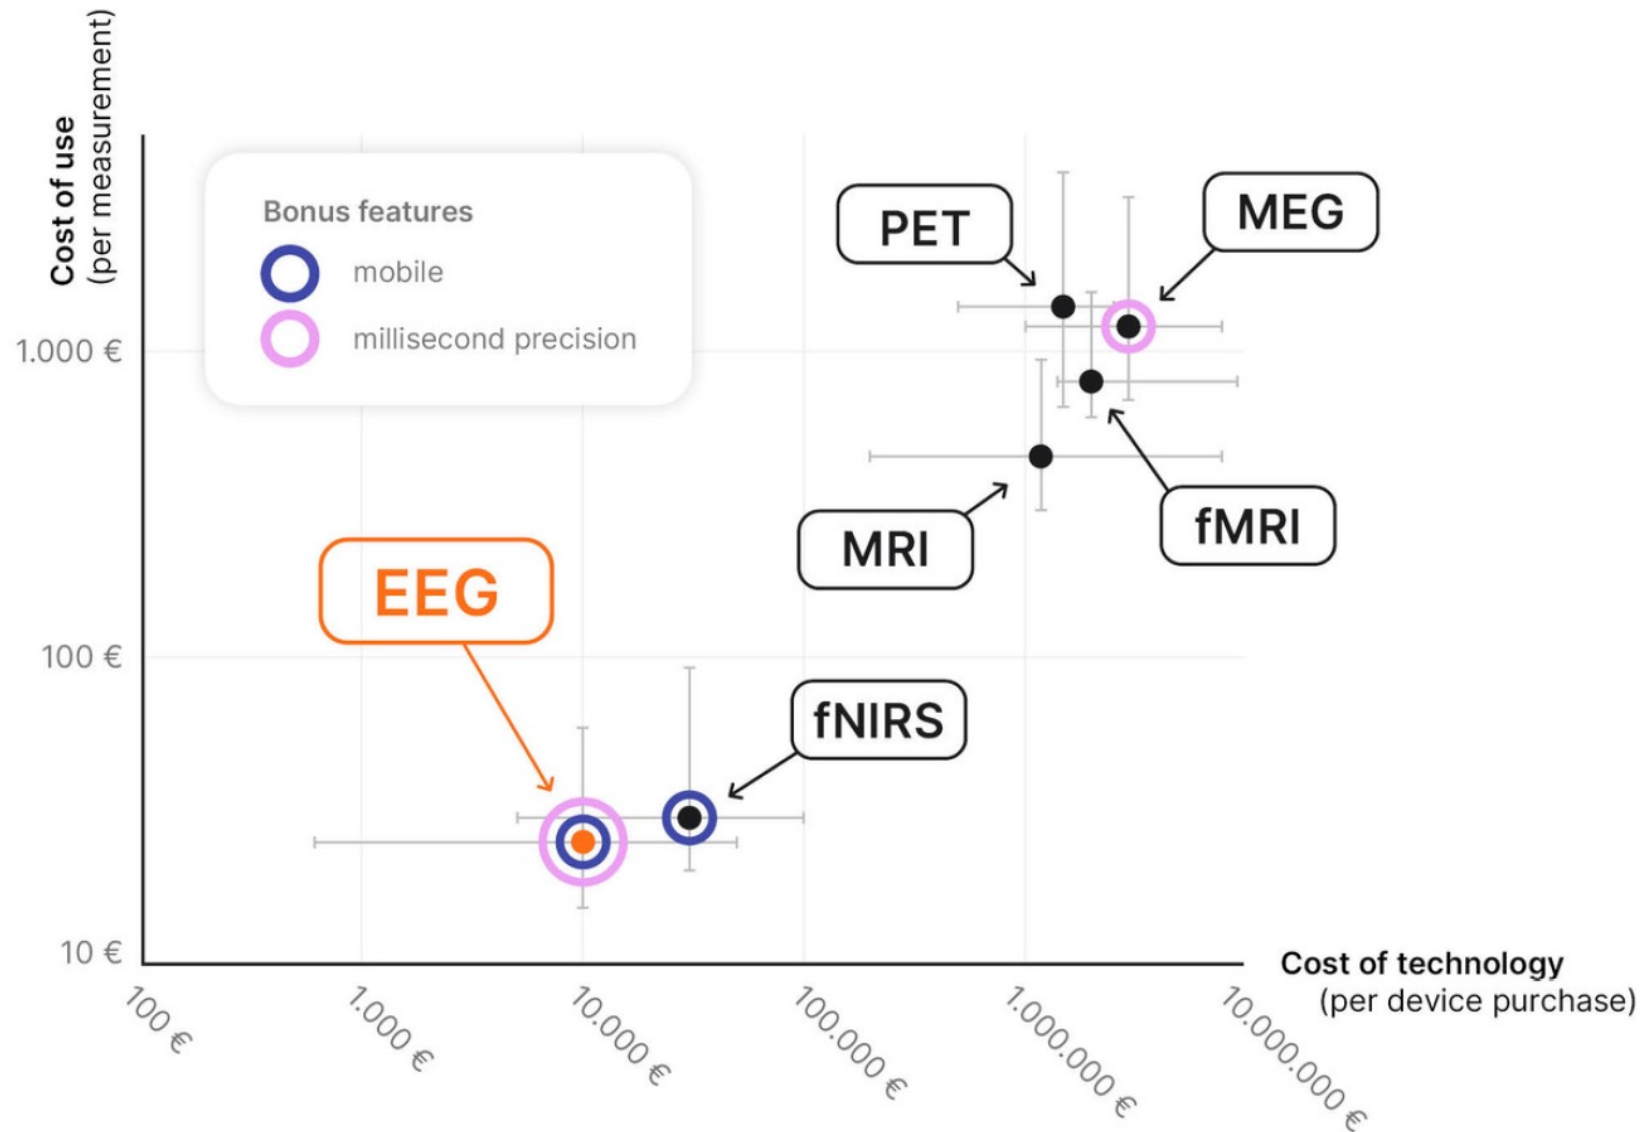 Cost of use
(per measurement)
Bonus features
mobile
millisecond precision
PET
MEG
1.000 €
MRI
fMRI
EEG
100 €
fNIRS
10 €
Cost of technology
(per device purchase)
100 €
1.000 €
10.000 €
100.000 €
1.000.000 €
10.000.000 €